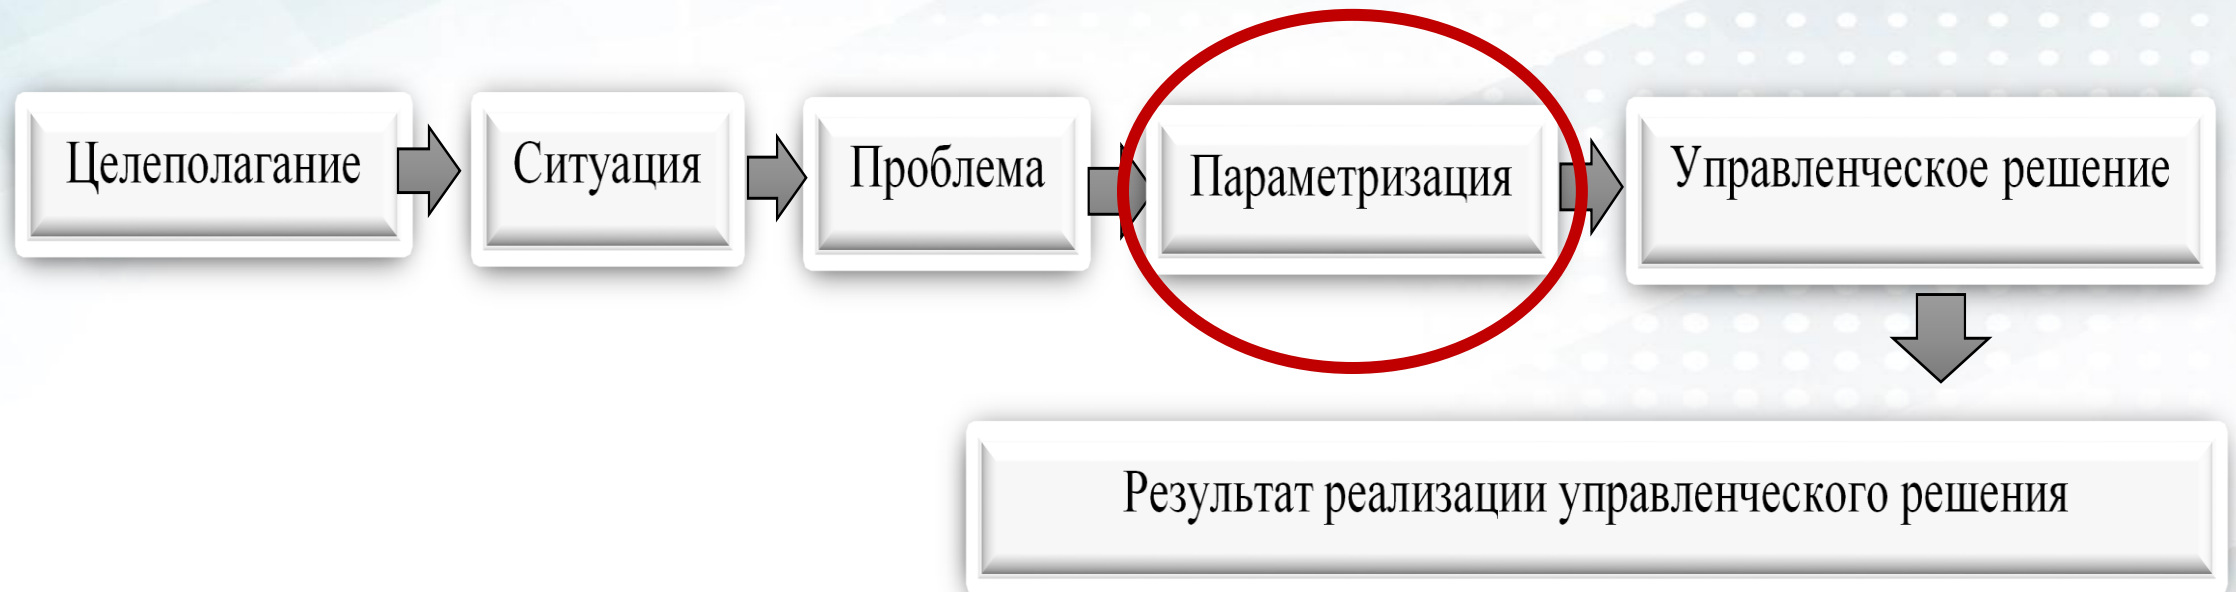 Целеполагание
Ситуация
Проблема
Параметризация
Управленческое решение
Результат реализации управленческого решения